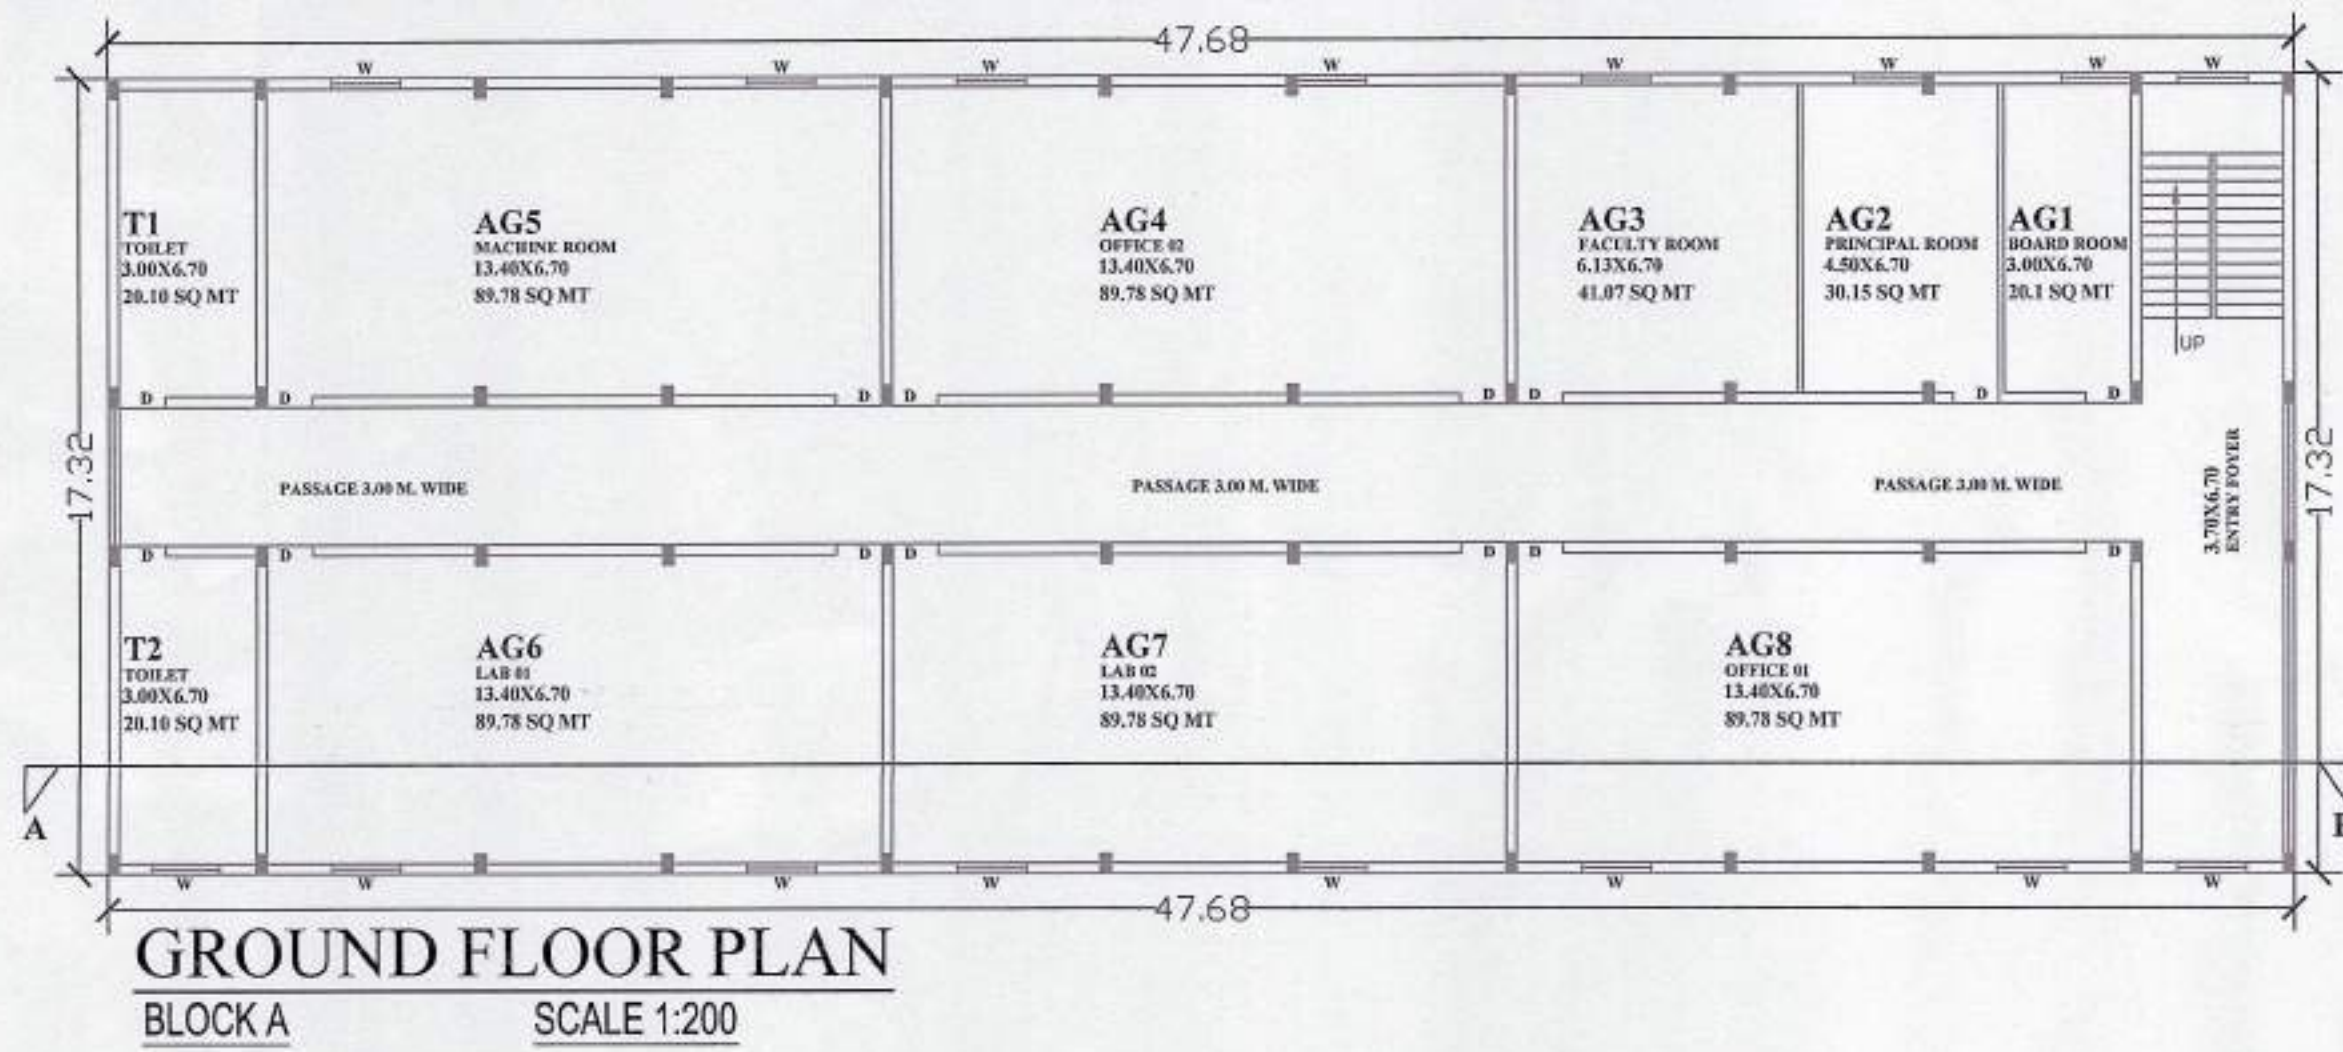 47.68
W W W W W W W W
T1
TOILET
3.00X6.70
20.10 SQ MT
AG5
MACHINE ROOM
13.40X6.70
89.78 SQ MT
AG4
OFFICE 02
13.40X6.70
89.78 SQ MT
AG3
FACULTY ROOM
6.13X6.70
41.07 SQ MT
AG2
PRINCIPAL ROOM
4.50X6.70
30.15 SQ MT
AG1
BOARD ROOM
3.00X6.70
20.1 SQ MT
UP
D D D D D D D D
17.32
PASSAGE 3.00 M. WIDE
PASSAGE 3.00 M. WIDE
PASSAGE 3.00 M. WIDE
3.70X6.70
ENTRY FOYER
17.32
D D D D D D D
T2
TOILET
3.00X6.70
20.10 SQ MT
AG6
LAB 01
13.40X6.70
89.78 SQ MT
AG7
LAB 02
13.40X6.70
89.78 SQ MT
AG8
OFFICE 01
13.40X6.70
89.78 SQ MT
A
W W W W W W W W
47.68
GROUND FLOOR PLAN
BLOCK A SCALE 1:200